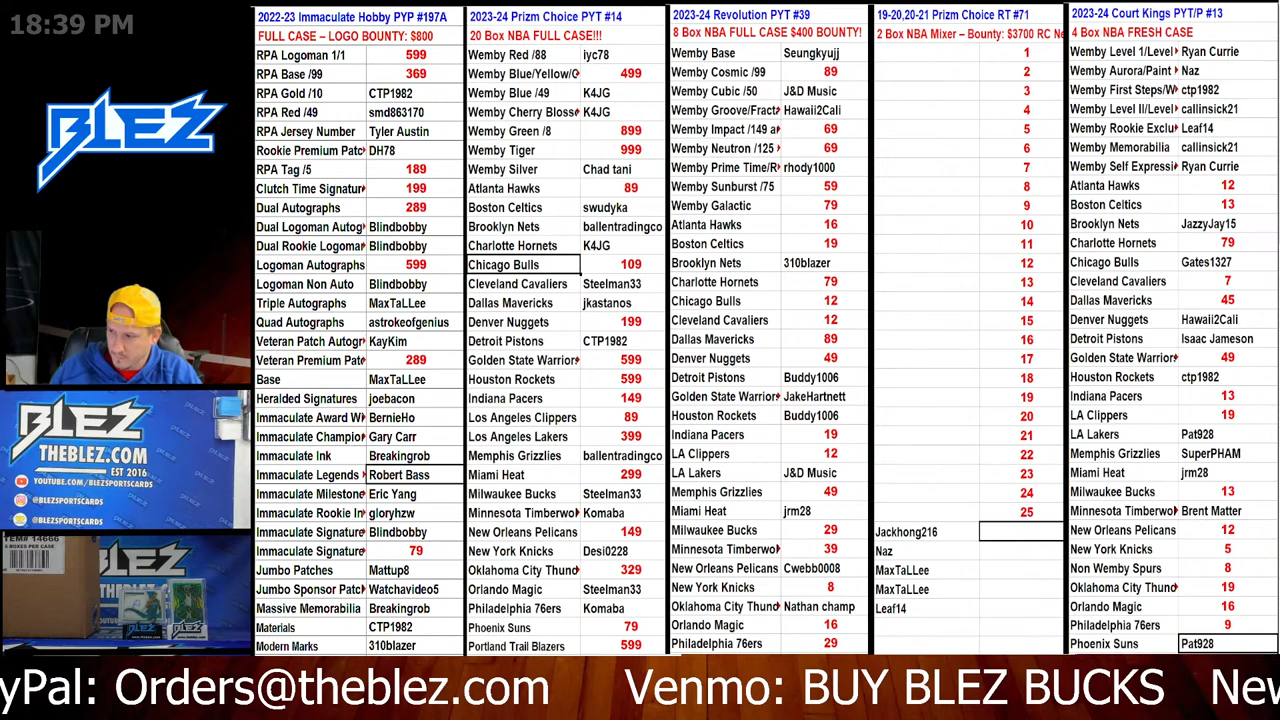 18:39 PM
BLEZ
BLEZ
THEBLEZ.COM
EST 2016
YOUTUBE.COM/BLEZSPORTSCARDS
@BLEZSPORTSCARDS
@BLEZSPORTSCARDS
2022-23 Immaculate Hobby PYP #197A
FULL CASE – LOGO BOUNTY: $800
RPA Logoman 1/1 599
RPA Base /99 369
RPA Gold /10 CTP1982
RPA Red /49 smd863170
RPA Jersey Number Tyler Austin
Rookie Premium Patc DH78
RPA Tag /5 189
Clutch Time Signatur 199
Dual Autographs 289
Dual Logoman Autog Blindbobby
Dual Rookie Logoma Blindbobby
Logoman Autographs 599
Logoman Non Auto Blindbobby
Triple Autographs MaxTaLLee
Quad Autographs astrokeofgenius
Veteran Patch Autogr KayKim
Veteran Premium Pat 289
Base MaxTaLLee
Heralded Signatures joebacon
Immaculate Award W BernieHo
Immaculate Champio Gary Carr
Immaculate Ink Breakingrob
Immaculate Legends Robert Bass
Immaculate Mileston Eric Yang
Immaculate Rookie In gloryhzw
Immaculate Signature Blindbobby
Immaculate Signature 79
Jumbo Patches Mattup8
Jumbo Sponsor Patc Watchavideo5
Massive Memorabilia Breakingrob
Materials CTP1982
Modern Marks 310blazer
2023-24 Prizm Choice PYT #14
20 Box NBA FULL CASE!!!
Wemby Red /88 iyc78
Wemby Blue/Yellow/G 499
Wemby Blue /49 K4JG
Wemby Cherry Blosso K4JG
Wemby Green /8 899
Wemby Tiger 999
Wemby Silver Chad tani
Atlanta Hawks 89
Boston Celtics swudyka
Brooklyn Nets ballentradingco
Charlotte Hornets K4JG
Chicago Bulls 109
Cleveland Cavaliers Steelman33
Dallas Mavericks jkastanos
Denver Nuggets 199
Detroit Pistons CTP1982
Golden State Warrior 599
Houston Rockets 599
Indiana Pacers 149
Los Angeles Clippers 89
Los Angeles Lakers 399
Memphis Grizzlies ballentradingco
Miami Heat 299
Milwaukee Bucks Steelman33
Minnesota Timberwo Komaba
New Orleans Pelicans 149
New York Knicks Desi0228
Oklahoma City Thund 329
Orlando Magic Steelman33
Philadelphia 76ers Komaba
Phoenix Suns 79
Portland Trail Blazers 599
2023-24 Revolution PYT #39
8 Box NBA FULL CASE $400 BOUNTY!
Wemby Base Seungkyujj
Wemby Cosmic /99 89
Wemby Cubic /50 J&D Music
Wemby Groove/Fract Hawaii2Cali
Wemby Impact /149 a 69
Wemby Neutron /125 69
Wemby Prime Time/R rhody1000
Wemby Sunburst /75 59
Wemby Galactic 79
Atlanta Hawks 16
Boston Celtics 19
Brooklyn Nets 310blazer
Charlotte Hornets 79
Chicago Bulls 12
Cleveland Cavaliers 12
Dallas Mavericks 89
Denver Nuggets 49
Detroit Pistons Buddy1006
Golden State Warrior JakeHartnett
Houston Rockets Buddy1006
Indiana Pacers 19
LA Clippers 12
LA Lakers J&D Music
Memphis Grizzlies 49
Miami Heat jrm28
Milwaukee Bucks 29
Minnesota Timberwo 39
New Orleans Pelicans Cwebb0008
New York Knicks 8
Oklahoma City Thund Nathan champ
Orlando Magic 16
Philadelphia 76ers 29
19-20,20-21 Prizm Choice RT #71
2 Box NBA Mixer – Bounty: $3700 RC Ne
1
2
3
4
5
6
7
8
9
10
11
12
13
14
15
16
17
18
19
20
21
22
23
24
25
Jackhong216
Naz
MaxTaLLee
MaxTaLLee
Leaf14
2023-24 Court Kings PYT/P #13
4 Box NBA FRESH CASE
Wemby Level 1/Level Ryan Currie
Wemby Aurora/Paint Naz
Wemby First Steps/W ctp1982
Wemby Level II/Level callinsick21
Wemby Rookie Exclu Leaf14
Wemby Memorabilia callinsick21
Wemby Self Expressi Ryan Currie
Atlanta Hawks 12
Boston Celtics 13
Brooklyn Nets JazzyJay15
Charlotte Hornets 79
Chicago Bulls Gates1327
Cleveland Cavaliers 7
Dallas Mavericks 45
Denver Nuggets Hawaii2Cali
Detroit Pistons Isaac Jameson
Golden State Warrior 49
Houston Rockets ctp1982
Indiana Pacers 13
LA Clippers 19
LA Lakers Pat928
Memphis Grizzlies SuperPHAM
Miami Heat jrm28
Milwaukee Bucks 13
Minnesota Timberwo Brent Matter
New Orleans Pelicans 12
New York Knicks 5
Non Wemby Spurs 8
Oklahoma City Thund 19
Orlando Magic 16
Philadelphia 76ers 9
Phoenix Suns Pat928
yPal: Orders@theblez.com Venmo: BUY BLEZ BUCKS New